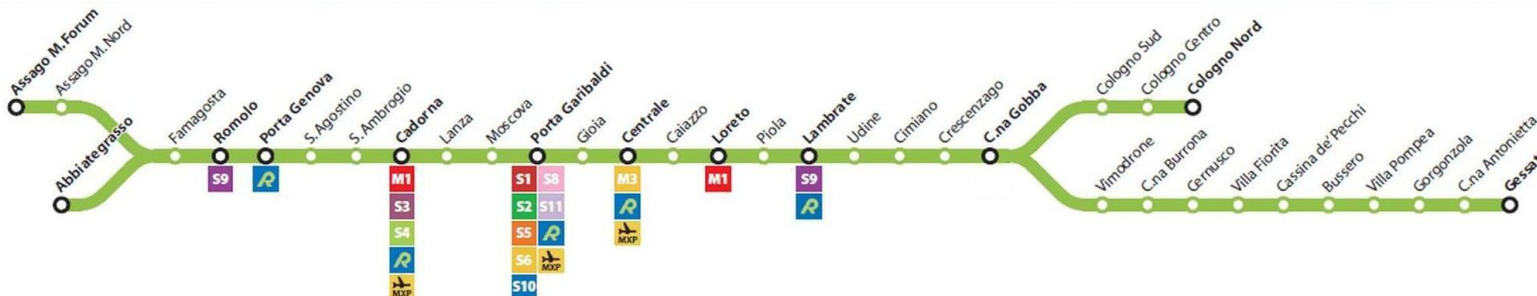 Assago M.Forum
Assago M.Nord
Abbiategrasso
Famagosta
Romolo
Porta Genova
S.Agostino
S.Ambrogio
Cadorna
Lanza
Moscova
Porta Garibaldi
Gioia
Centrale
Caiazzo
Loreto
Piola
Lambrate
Udine
Cimiano
Crescenzago
C.na Gobba
Cologno Sud
Cologno Centro
Cologno Nord
Vimodrone
C.na Burrona
Cernusco
Villa Fiorita
Cassina de' Pecchi
Bussero
Villa Pompea
Gorgonzola
C.na Antonietta
Gessa
S9
R
M1
S3
S4
R
MXP
S1 S8
S2 S11
S5 R
S6 MXP
S10
M3
R
MXP
M1
S9
R